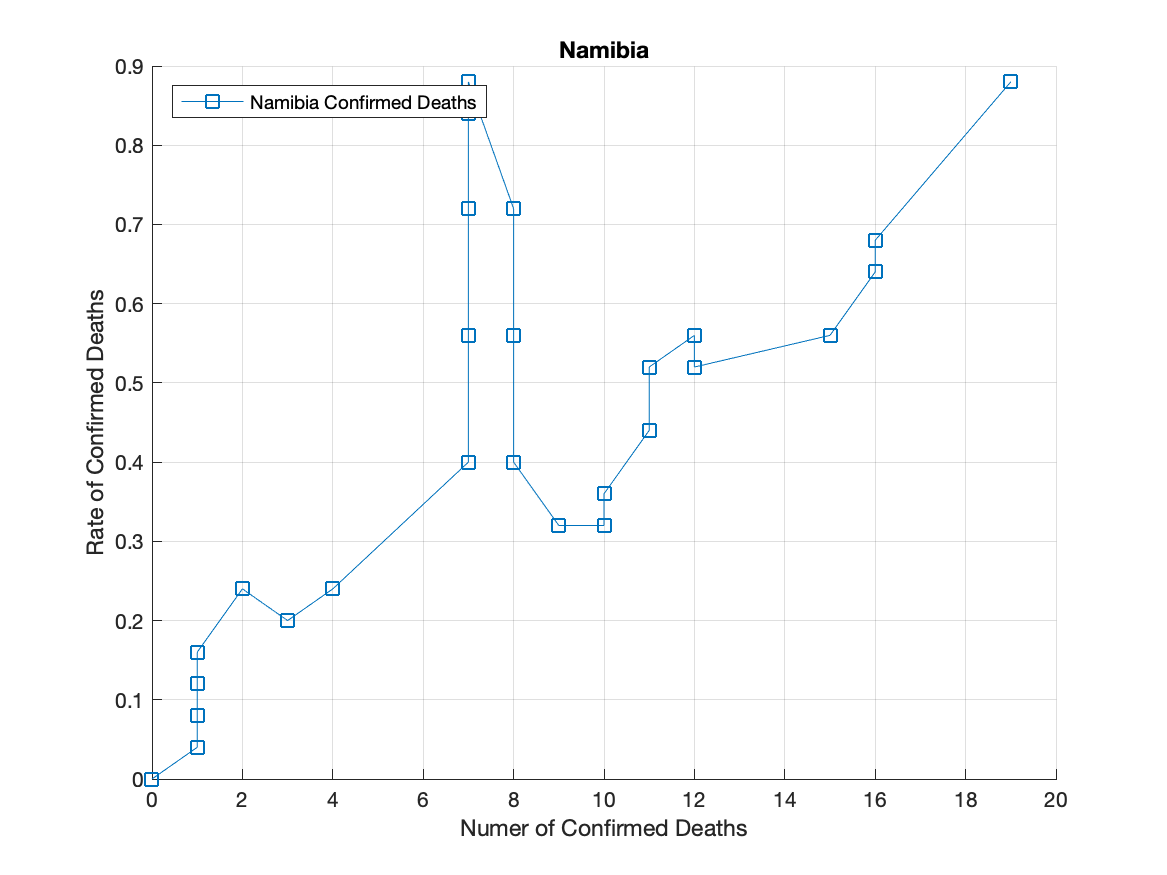 Namibia
Namibia Confirmed Deaths
Rate of Confirmed Deaths
0.9
0.8
0.7
0.6
0.5
0.4
0.3
0.2
0.1
0
0 2 4 6 8 10 12 14 16 18 20
Numer of Confirmed Deaths